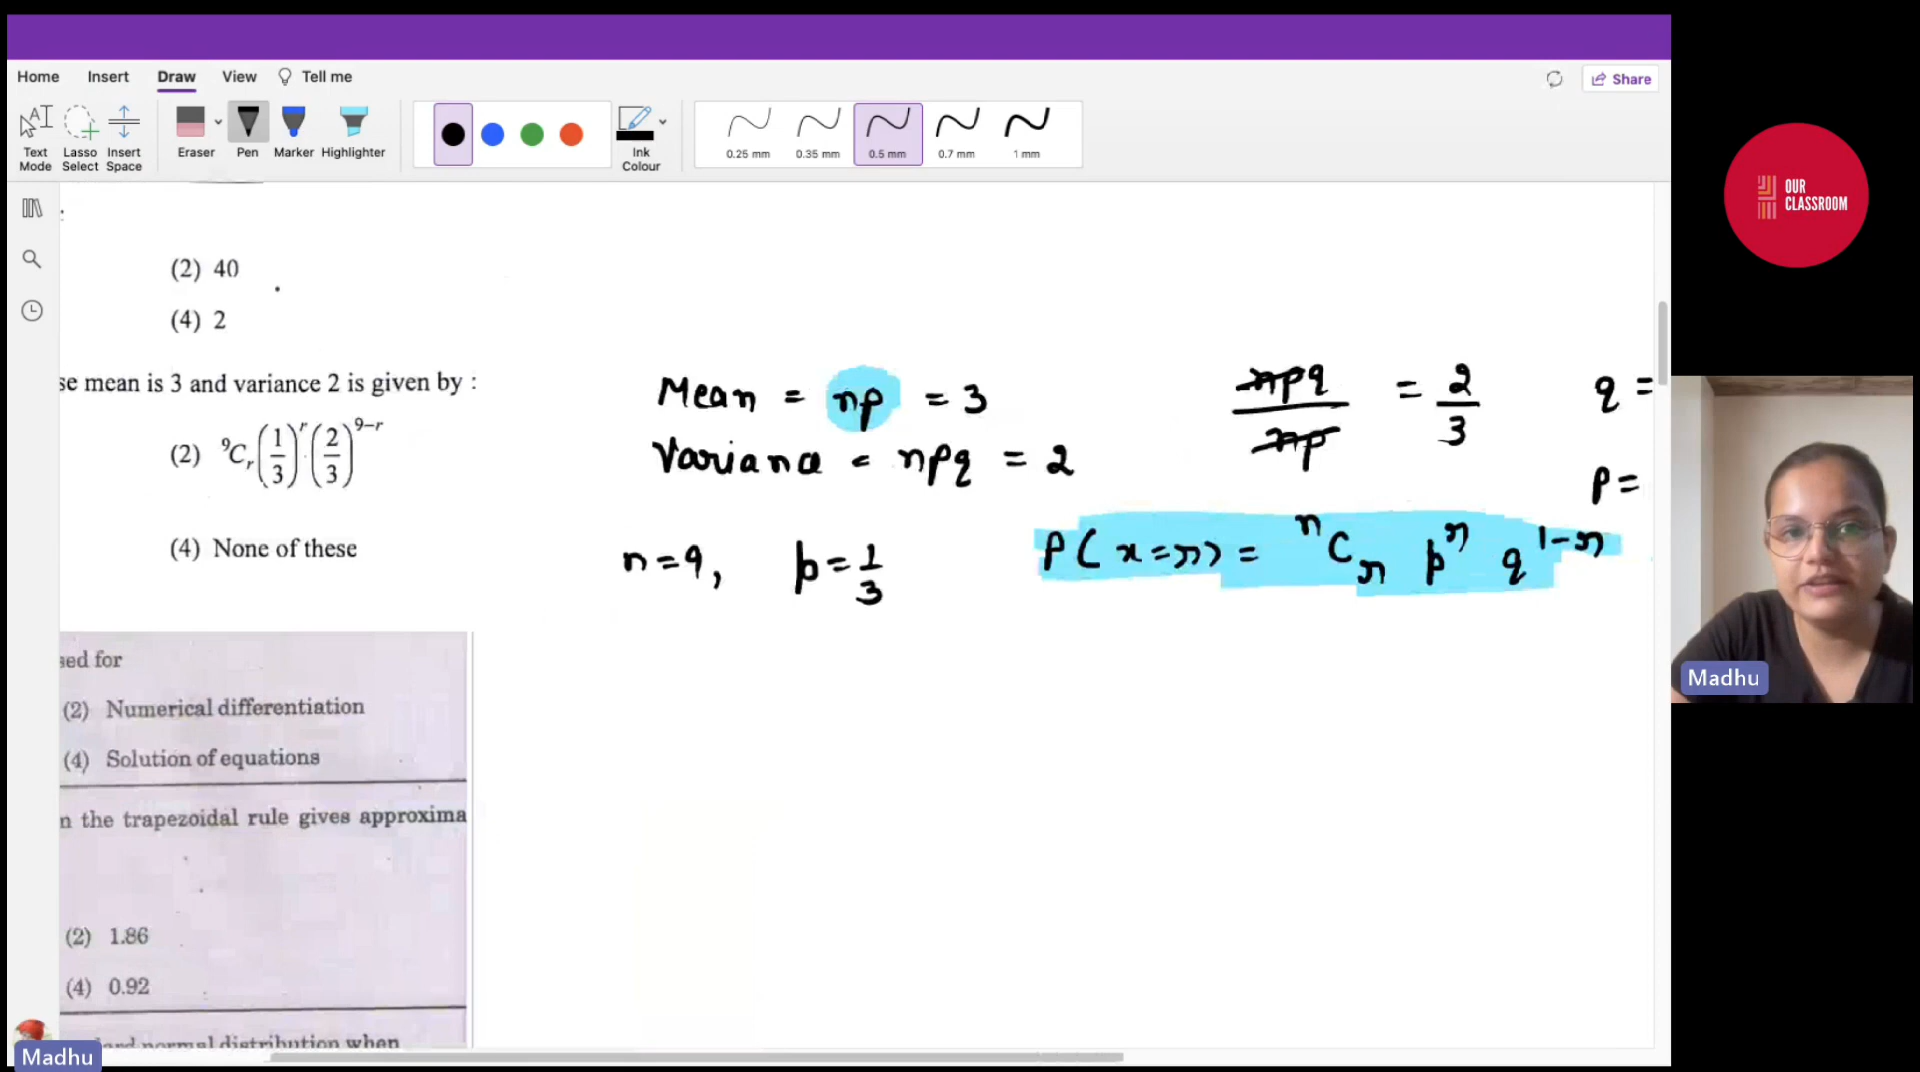 Home Insert Draw View Tell me
Share
Text Mode
Lasso Select
Insert Space
Eraser
Pen
Marker
Highlighter
Ink Colour
0.25 mm
0.35 mm
0.5 mm
0.7 mm
1 mm
OUR CLASSROOM
:
(2) 40
(4) 2
se mean is 3 and variance 2 is given by :
(2) ⁹Cᵣ(1/3)ʳ(2/3)⁹⁻ʳ
(4) None of these
Mean = np = 3
Variance = npq = 2
npq/np = 2/3
q =
p =
n = 9, p = 1/3
P(x=r) = ⁿCᵣ pʳ q¹⁻ʳ
sed for
(2) Numerical differentiation
(4) Solution of equations
n the trapezoidal rule gives approxima
(2) 1.86
(4) 0.92
ard normal distribution when
Madhu
Madhu